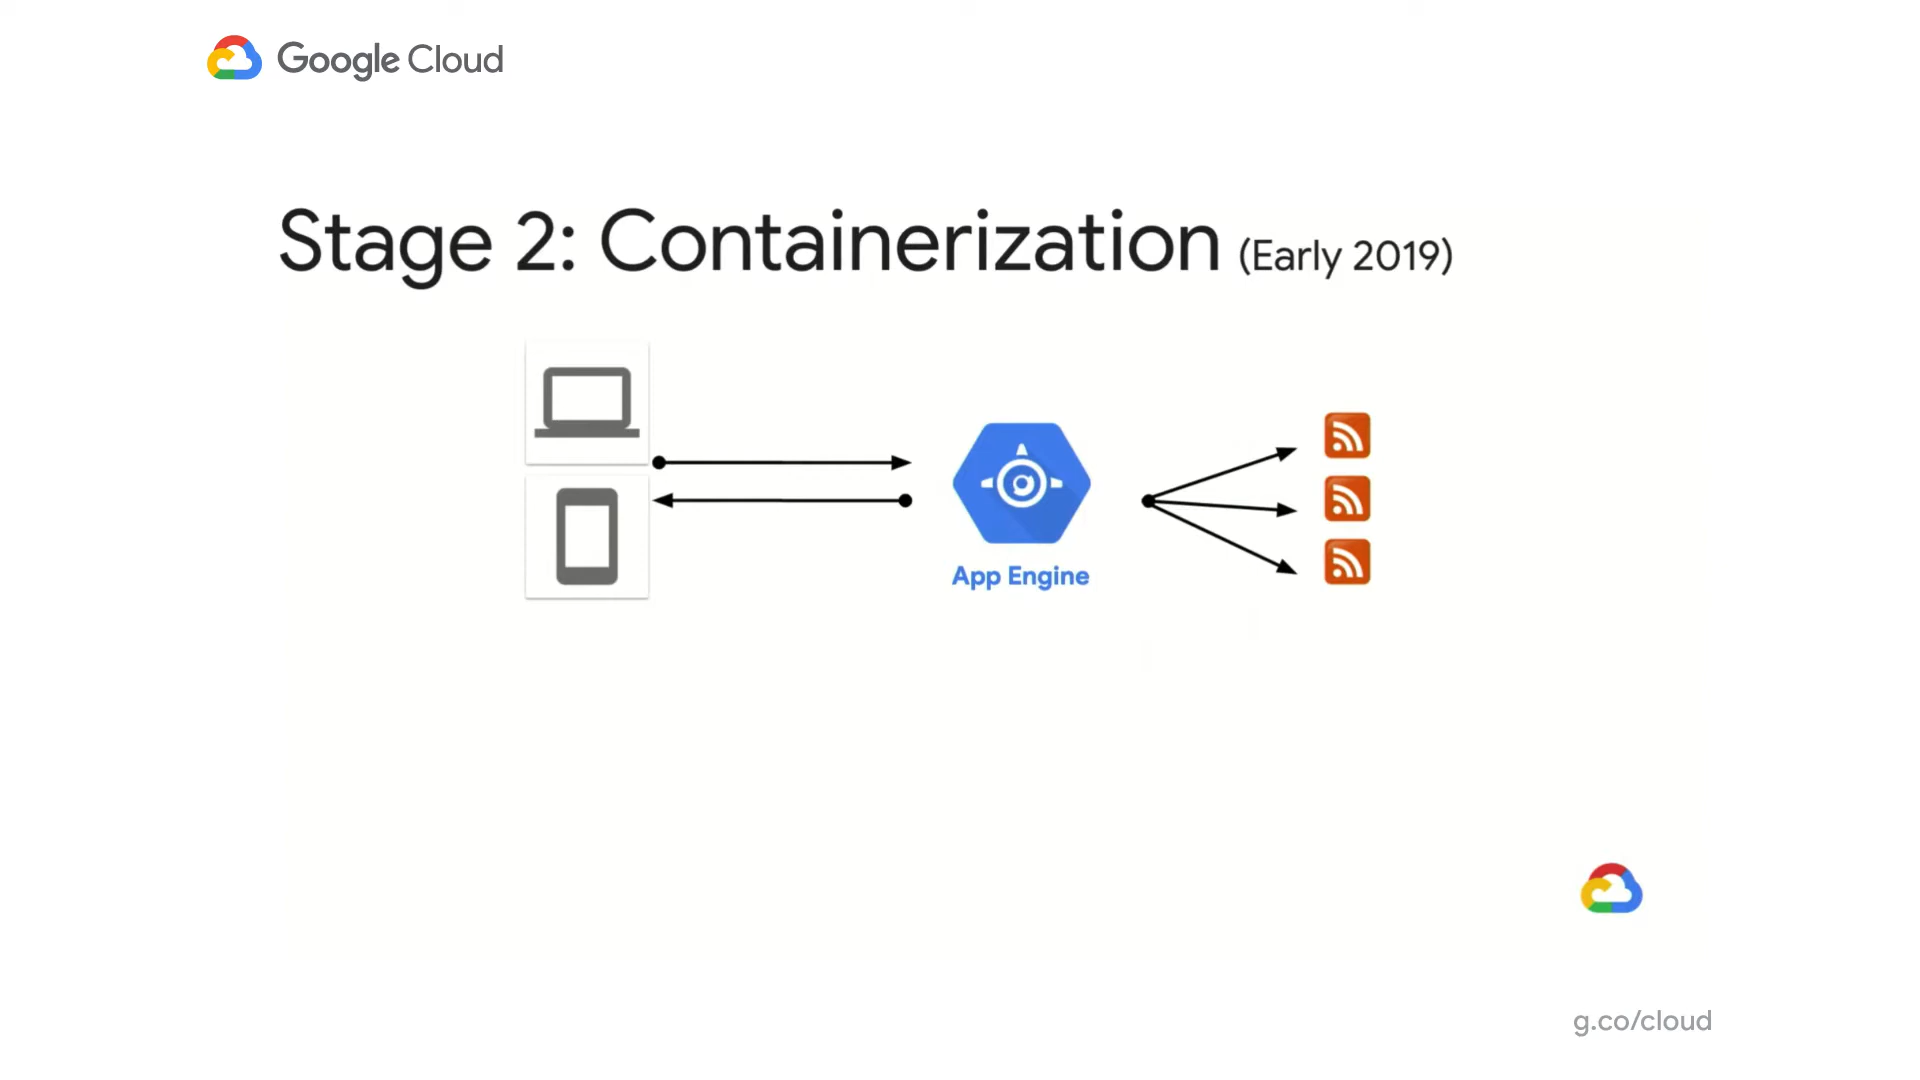 Google Cloud
Stage 2: Containerization (Early 2019)
App Engine
g.co/cloud